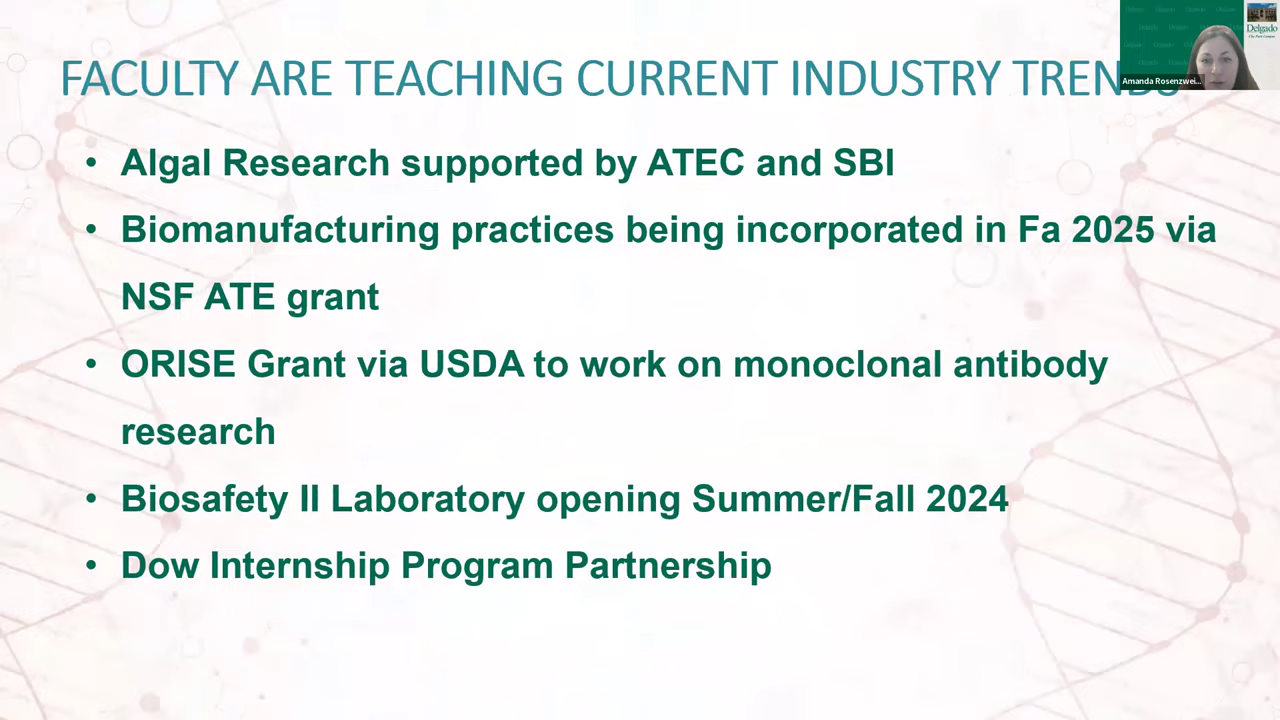 FACULTY ARE TEACHING CURRENT INDUSTRY TRENDS
Delgado
Amanda Rosenzwei...
• Algal Research supported by ATEC and SBI
• Biomanufacturing practices being incorporated in Fa 2025 via
NSF ATE grant
• ORISE Grant via USDA to work on monoclonal antibody
research
• Biosafety II Laboratory opening Summer/Fall 2024
• Dow Internship Program Partnership